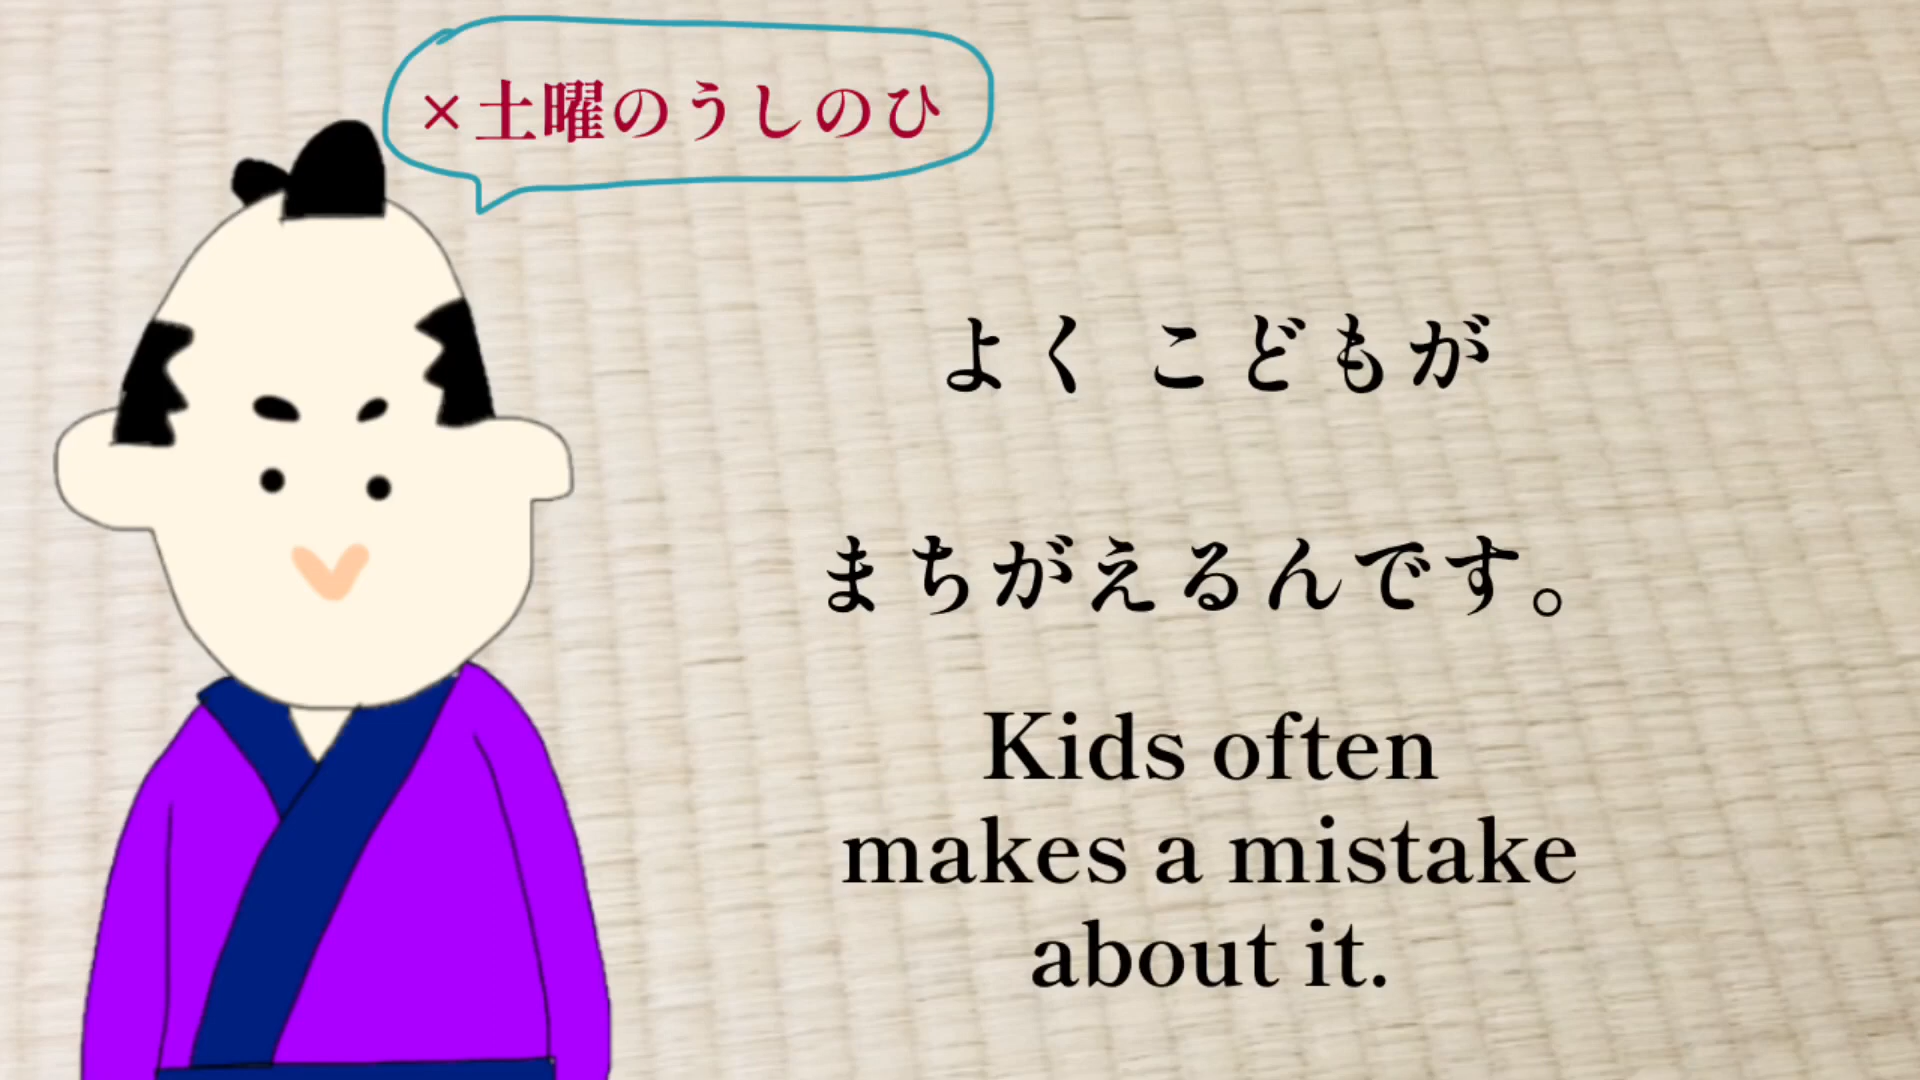 ×土曜のうしのひ
よく こどもが
まちがえるんです。
Kids often
makes a mistake
about it.